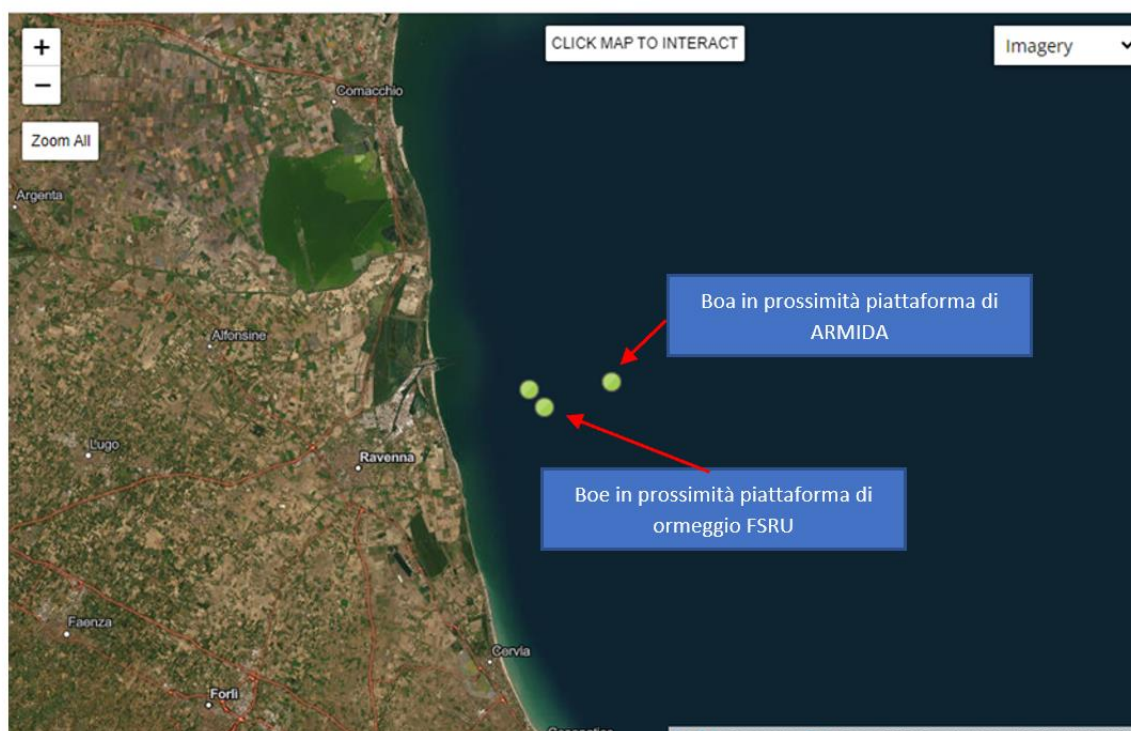 +
CLICK MAP TO INTERACT
Imagery
−
Comacchio
Zoom All
Argenta
Boa in prossimità piattaforma di
ARMIDA
Alfonsine
Lugo
Ravenna
Boe in prossimità piattaforma di
ormeggio FSRU
Faenza
Cervia
Forlì